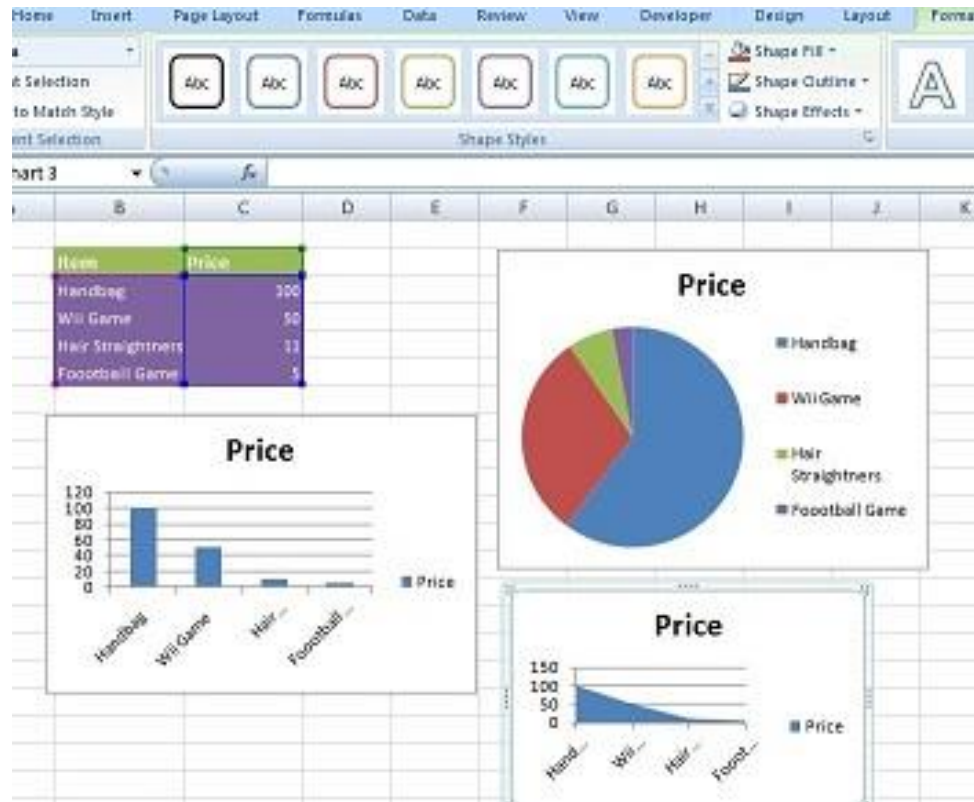 Home Insert Page Layout Formulas Data Review View Developer Design Layout Forma
Abc Abc Abc Abc Abc Abc Abc
Shape Fill
t Selection
Shape Outline
to Match Style
Shape Effects
A
ent Selection
Shape Styles
hart 3
fx
B C D E F G H I J K
Item Price
Handbag 100
Wii Game 50
Hair Straightners 11
Foootball Game 5
Price
Handbag
Wii Game
Hair
Straightners
Foootball Game
Price
120
100
80
60
40
20
0
Handbag
Wii Game
Hair...
Foootball...
Price
Price
150
100
50
0
Hand...
Wii...
Hair...
Fooot...
Price